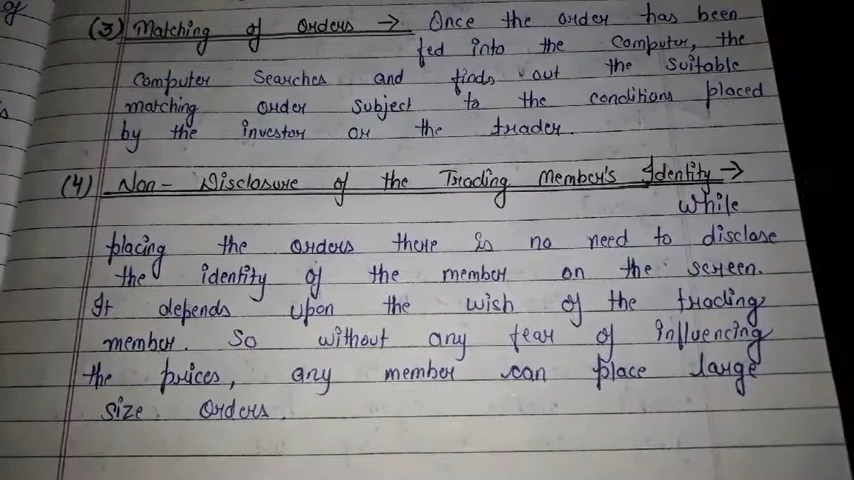 of
(3) Matching of orders → Once the order has been
fed into the computer, the
computer searches and finds out the suitable
matching order subject to the conditions placed
by the investor or the trader.
(4) Non-Disclosure of the Trading Member's Identity →
While
placing the orders there is no need to disclose
the identity of the member on the screen.
It depends upon the wish of the trading
member. So without any fear of influencing
the prices, any member can place large
size orders.